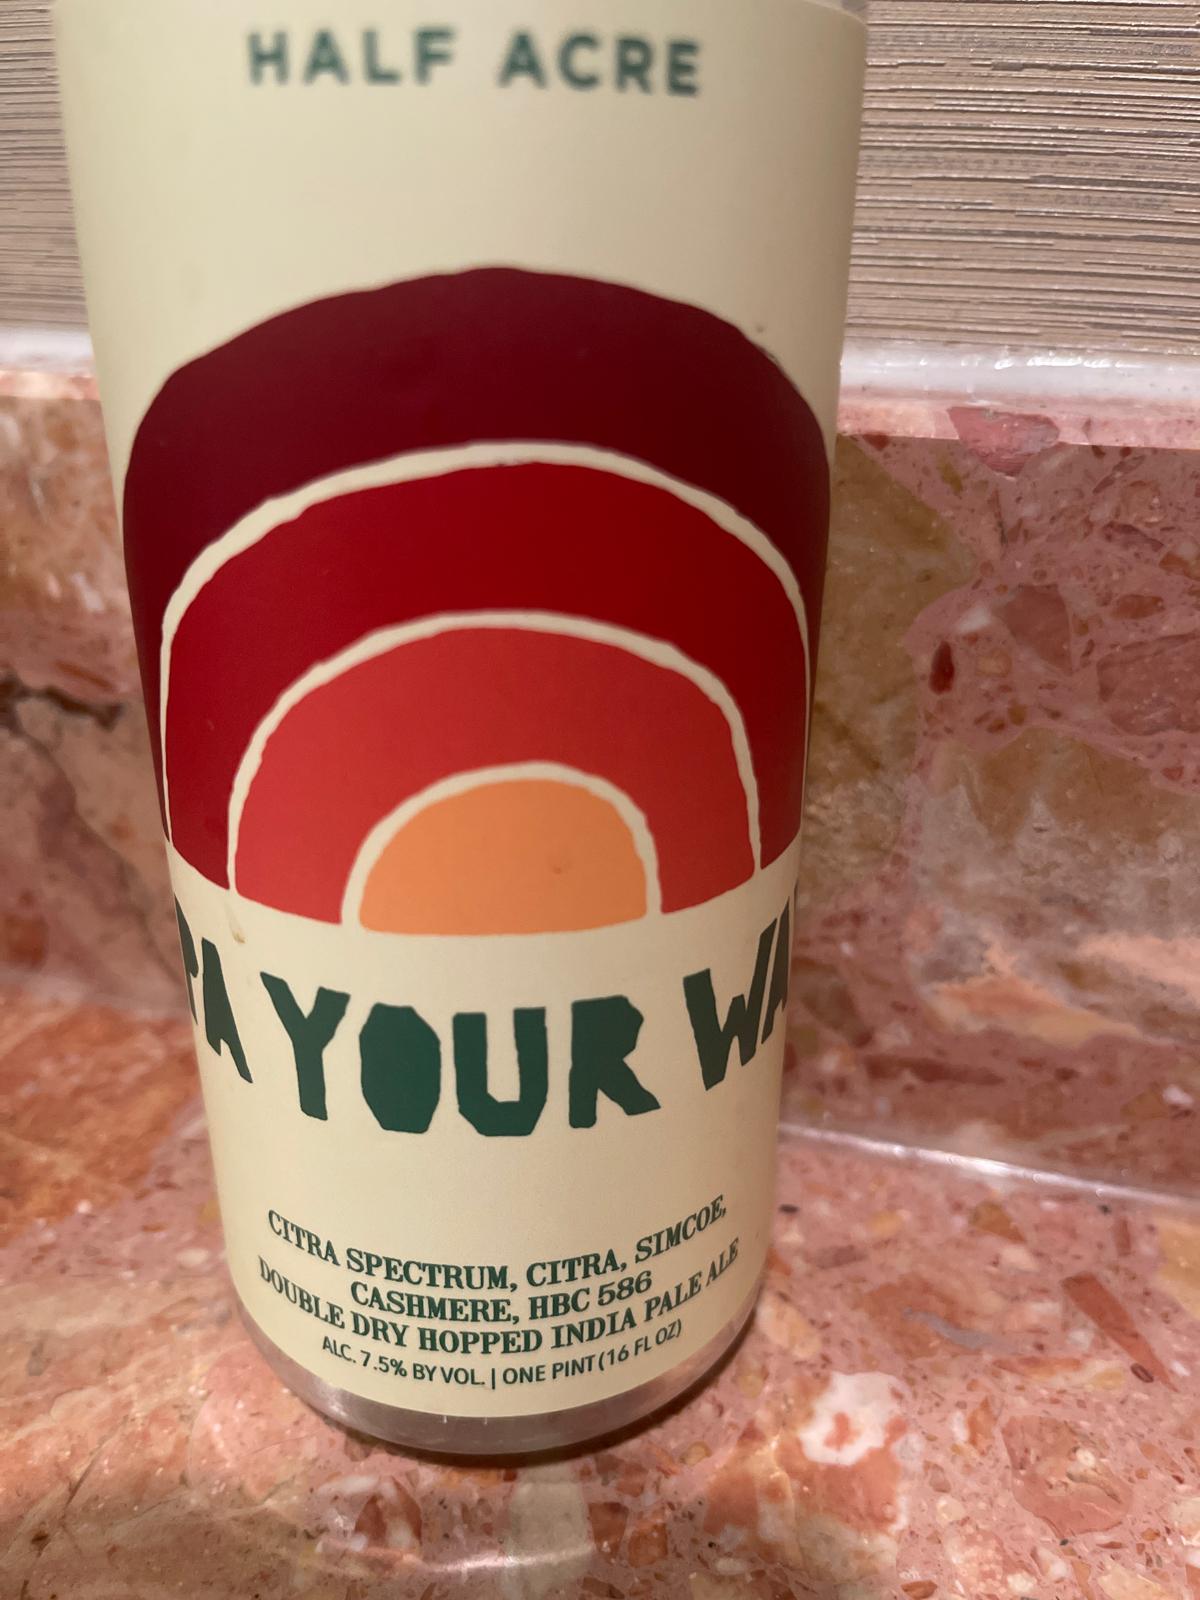 HALF ACRE
YOUR
CITRA SPECTRUM, CITRA, SIMCOE,
CASHMERE, HBC 586
DOUBLE DRY HOPPED INDIA PALE ALE
ALC. 7.5% BY VOL. | ONE PINT (16 FL OZ)